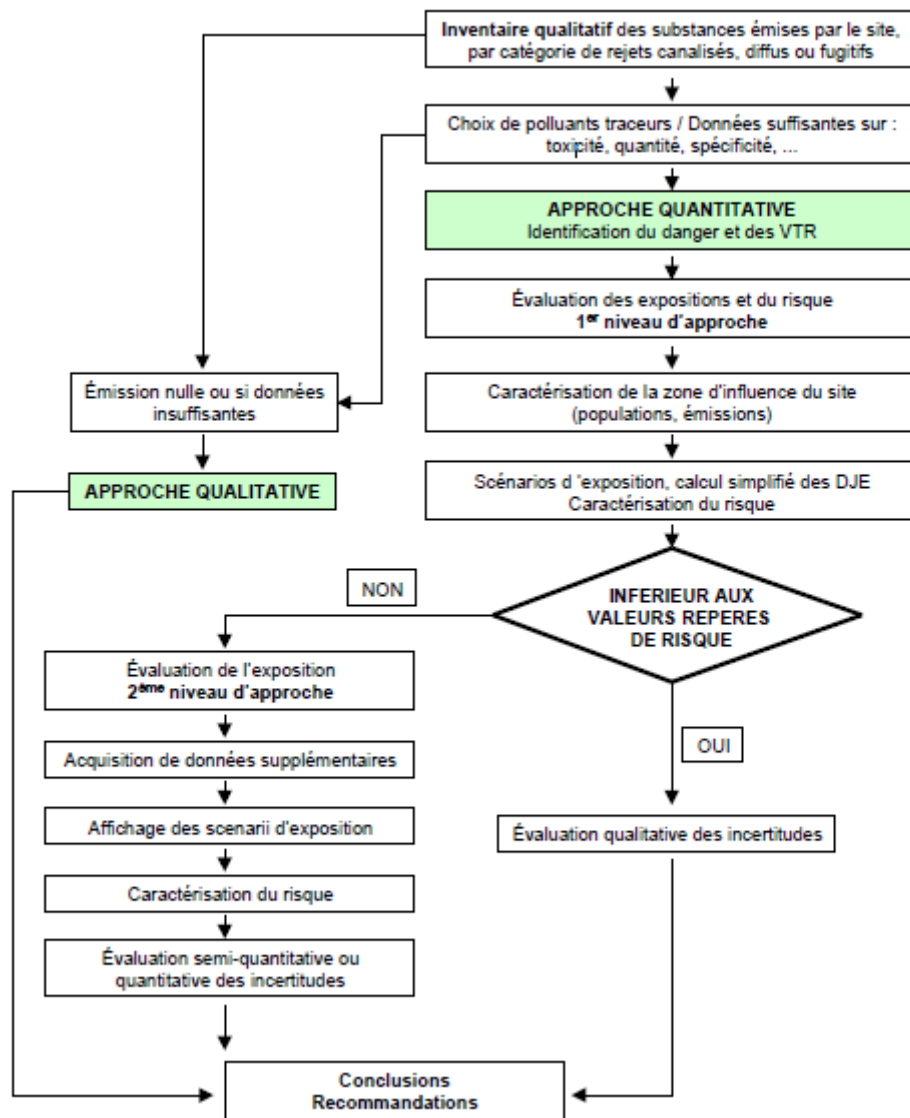 Inventaire qualitatif des substances émises par le site,
par catégorie de rejets canalisés, diffus ou fugitifs
Choix de polluants traceurs / Données suffisantes sur :
toxicité, quantité, spécificité, ...
APPROCHE QUANTITATIVE
Identification du danger et des VTR
Évaluation des expositions et du risque
1er niveau d'approche
Émission nulle ou si données
insuffisantes
Caractérisation de la zone d'influence du site
(populations, émissions)
APPROCHE QUALITATIVE
Scénarios d 'exposition, calcul simplifié des DJE
Caractérisation du risque
NON
INFERIEUR AUX
VALEURS REPERES
DE RISQUE
Évaluation de l'exposition
2ème niveau d'approche
OUI
Acquisition de données supplémentaires
Affichage des scenarii d'exposition
Évaluation qualitative des incertitudes
Caractérisation du risque
Évaluation semi-quantitative ou
quantitative des incertitudes
Conclusions
Recommandations